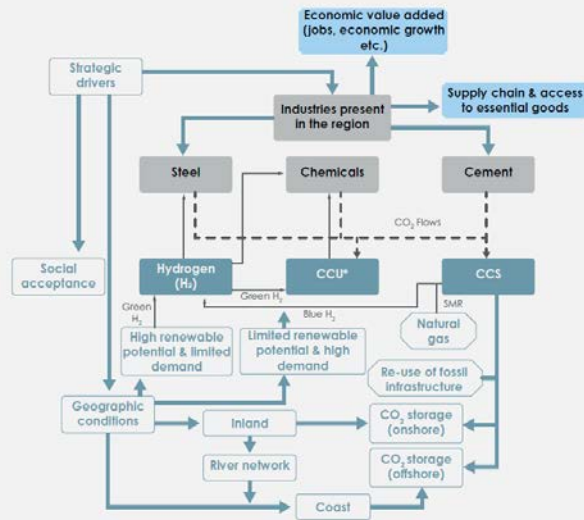 Economic value added
(jobs, economic growth
etc.)
Strategic
drivers
Supply chain & access
to essential goods
Industries present
in the region
Steel
Chemicals
Cement
CO₂ Flows
Social
acceptance
Hydrogen
(H₂)
CCU*
CCS
Green H₂
Green
H₂
Blue H₂
SMR
Natural
gas
High renewable
potential & limited
demand
Limited renewable
potential & high
demand
Re-use of fossil
infrastructure
Geographic
conditions
Inland
CO₂ storage
(onshore)
River network
CO₂ storage
(offshore)
Coast